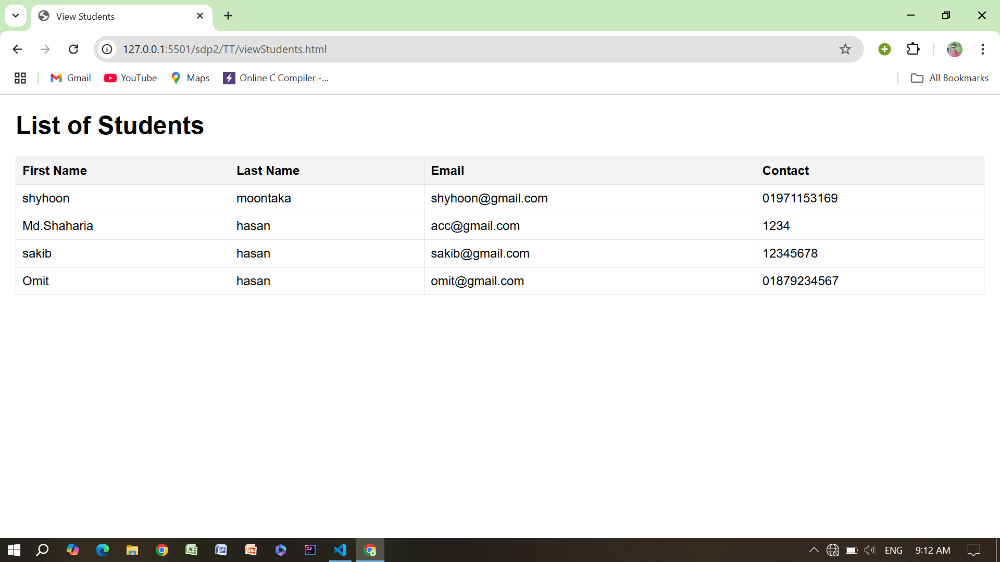 View Students
127.0.0.1:5501/sdp2/TT/viewStudents.html
Gmail YouTube Maps Online C Compiler -... All Bookmarks
List of Students
First Name Last Name Email Contact
shyhoon moontaka shyhoon@gmail.com 01971153169
Md.Shaharia hasan acc@gmail.com 1234
sakib hasan sakib@gmail.com 12345678
Omit hasan omit@gmail.com 01879234567
ENG 9:12 AM